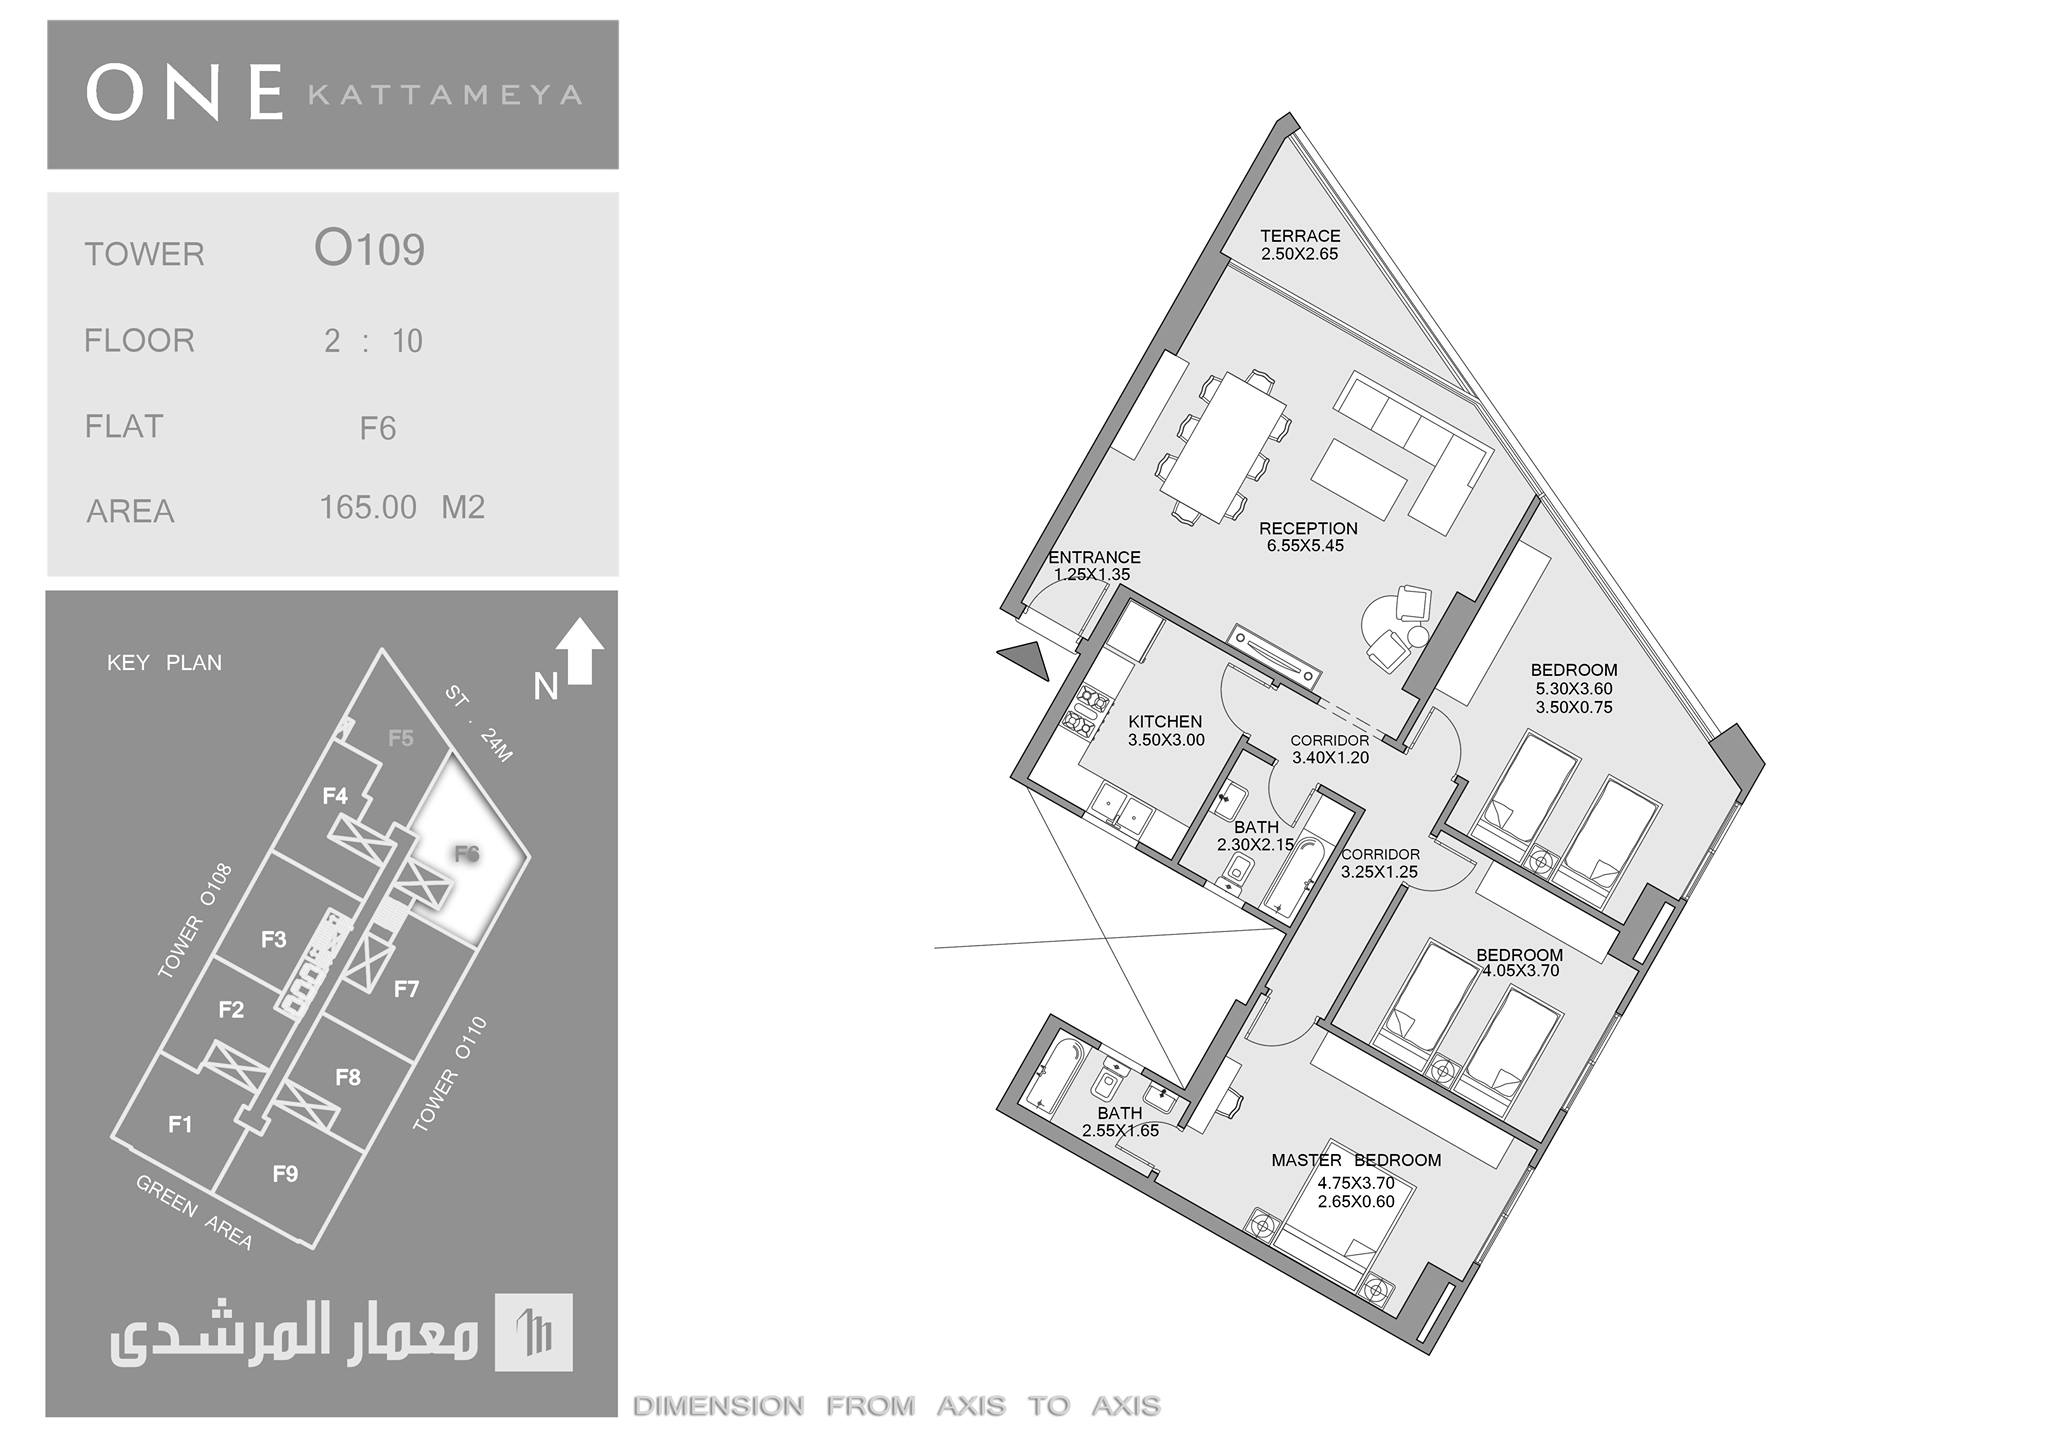 ONE KATTAMEYA
TOWER O109
FLOOR 2 : 10
FLAT F6
AREA 165.00 M2
KEY PLAN
N
ST . 24M
F5
F4
F6
TOWER O108
F3
F7
F2
TOWER O110
F8
F1
F9
GREEN AREA
معمار المرشدى
TERRACE
2.50X2.65
RECEPTION
6.55X5.45
ENTRANCE
1.25X1.35
BEDROOM
5.30X3.60
3.50X0.75
KITCHEN
3.50X3.00
CORRIDOR
3.40X1.20
BATH
2.30X2.15
CORRIDOR
3.25X1.25
BEDROOM
4.05X3.70
BATH
2.55X1.65
MASTER BEDROOM
4.75X3.70
2.65X0.60
DIMENSION FROM AXIS TO AXIS